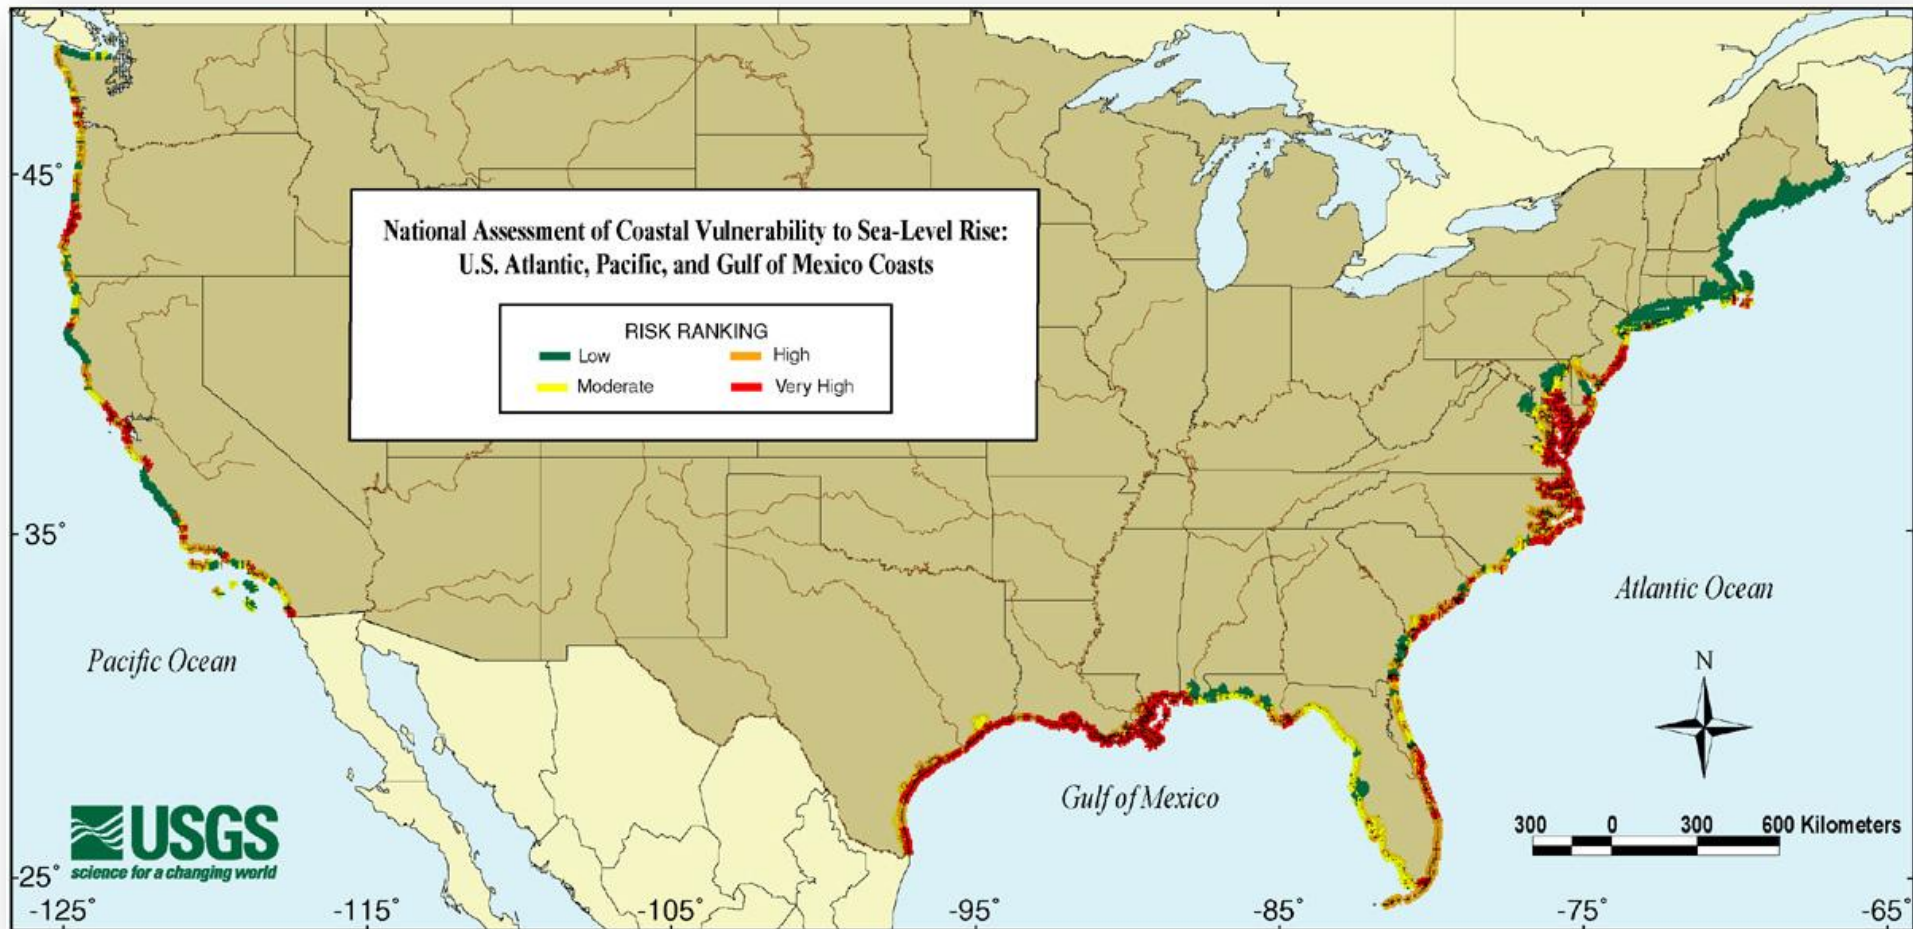 National Assessment of Coastal Vulnerability to Sea-Level Rise:
U.S. Atlantic, Pacific, and Gulf of Mexico Coasts
RISK RANKING
Low
High
Moderate
Very High
45˚
35˚
25˚
Atlantic Ocean
Pacific Ocean
N
Gulf of Mexico
300 0 300 600 Kilometers
USGS
science for a changing world
-125˚ -115˚ -105˚ -95˚ -85˚ -75˚ -65˚